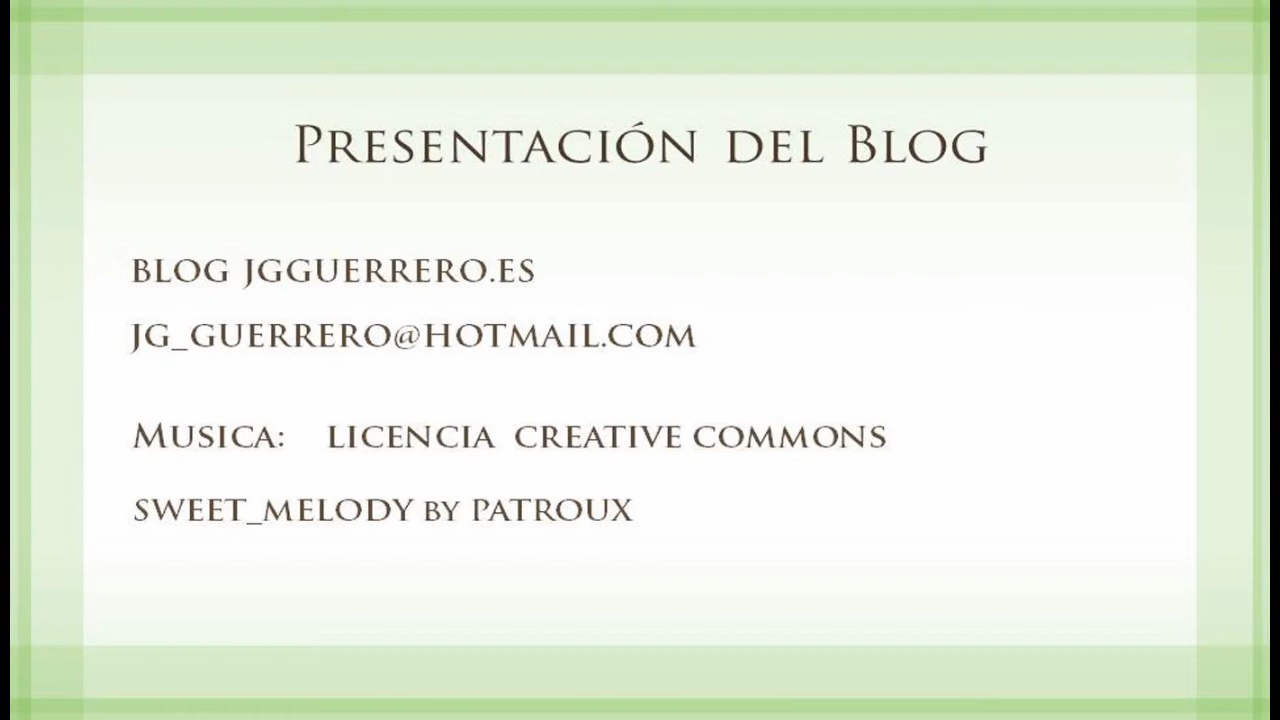 Presentación del Blog
BLOG JGGUERRERO.ES
JG_GUERRERO@HOTMAIL.COM
Musica: LICENCIA CREATIVE COMMONS
SWEET_MELODY BY PATROUX